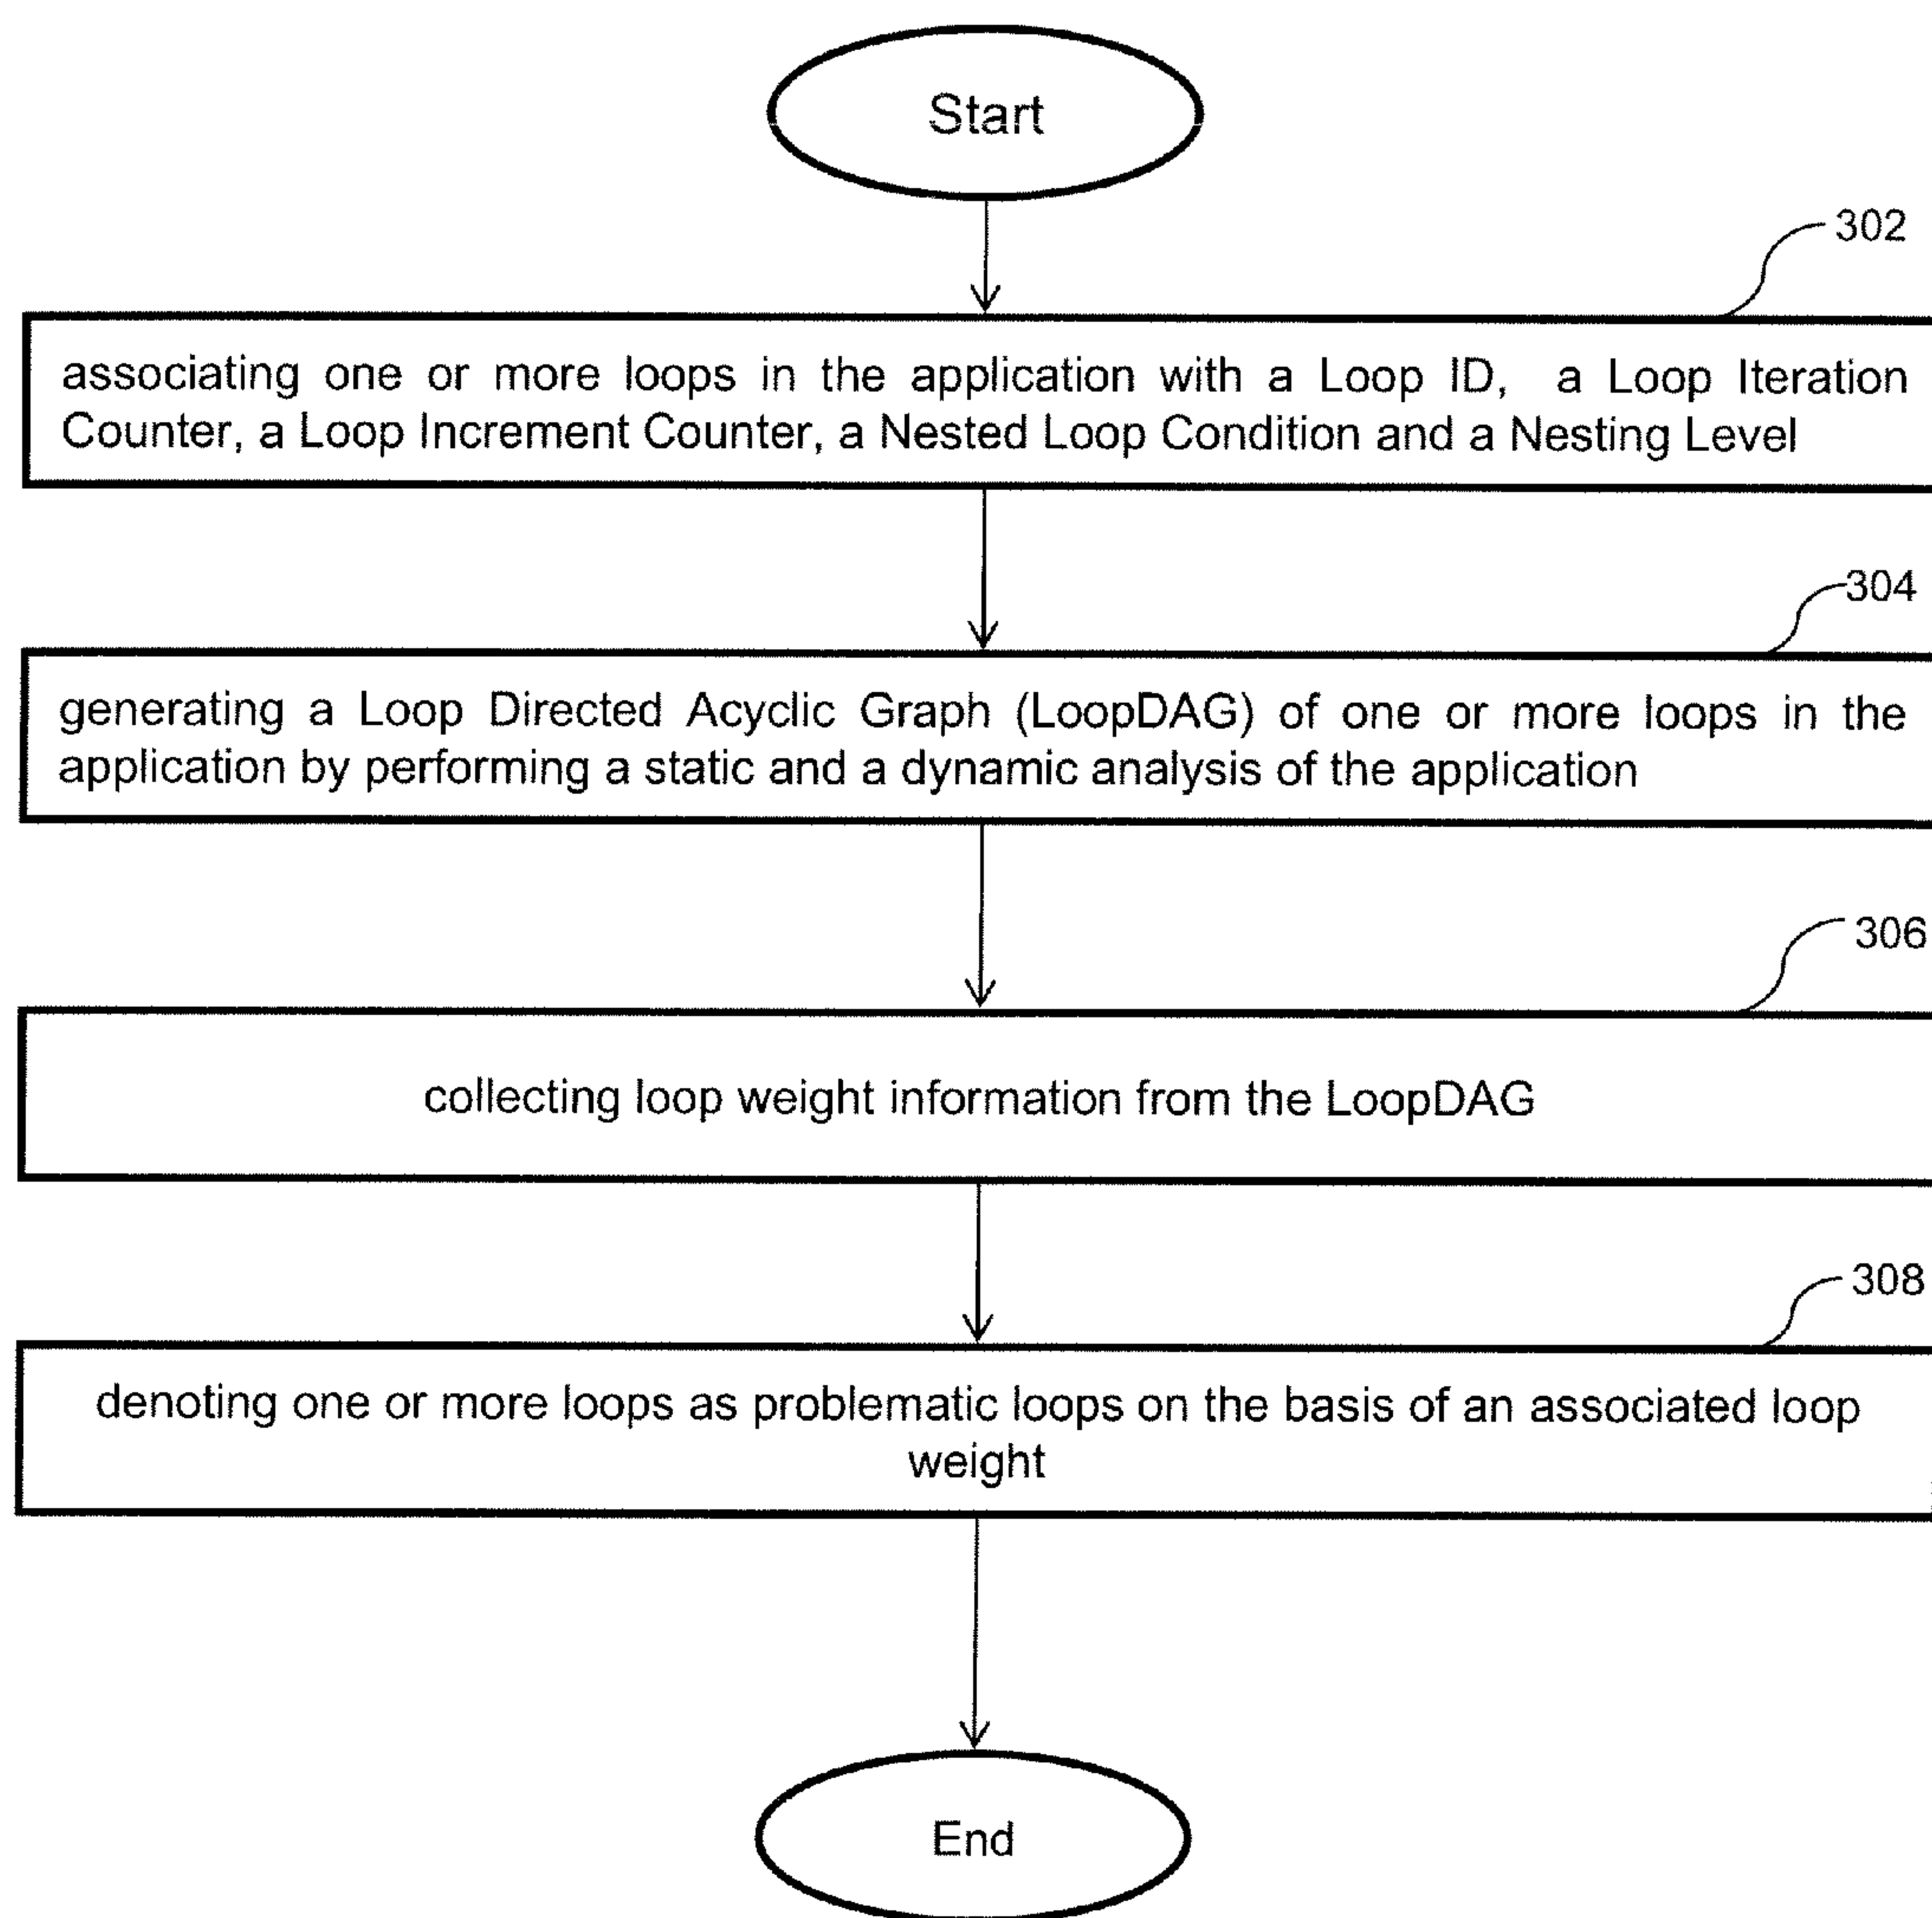 Start
302
associating one or more loops in the application with a Loop ID, a Loop Iteration
Counter, a Loop Increment Counter, a Nested Loop Condition and a Nesting Level
304
generating a Loop Directed Acyclic Graph (LoopDAG) of one or more loops in the
application by performing a static and a dynamic analysis of the application
306
collecting loop weight information from the LoopDAG
308
denoting one or more loops as problematic loops on the basis of an associated loop
weight
End